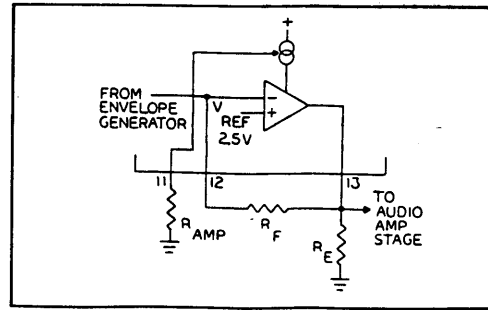 +
FROM
ENVELOPE
GENERATOR
V
−
+
REF
2.5V
11
12
13
R AMP
R F
R E
TO
AUDIO
AMP
STAGE